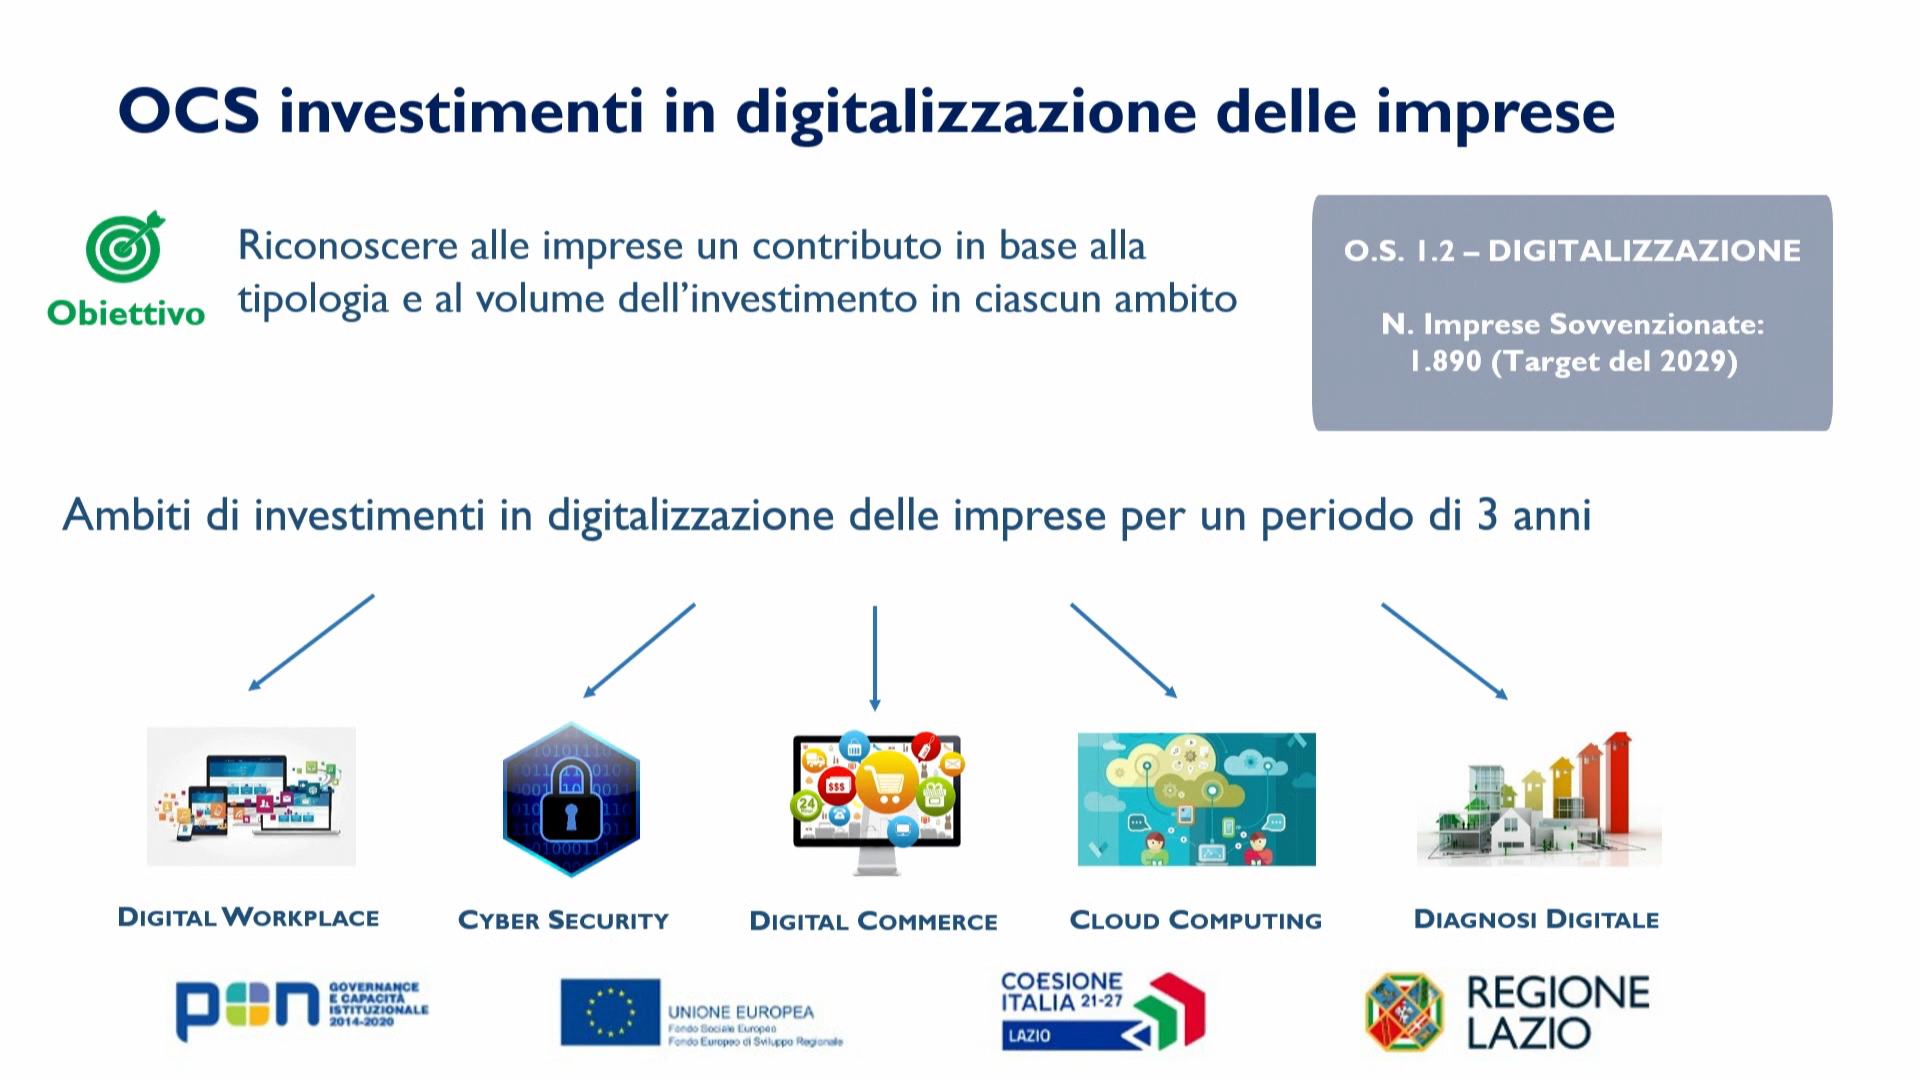 OCS investimenti in digitalizzazione delle imprese
Obiettivo
Riconoscere alle imprese un contributo in base alla
tipologia e al volume dell'investimento in ciascun ambito
O.S. 1.2 – DIGITALIZZAZIONE
N. Imprese Sovvenzionate:
1.890 (Target del 2029)
Ambiti di investimenti in digitalizzazione delle imprese per un periodo di 3 anni
$$$
24
DIGITAL WORKPLACE
CYBER SECURITY
DIGITAL COMMERCE
CLOUD COMPUTING
DIAGNOSI DIGITALE
pon
GOVERNANCE
E CAPACITÀ
ISTITUZIONALE
2014-2020
UNIONE EUROPEA
Fondo Sociale Europeo
Fondo Europeo di Sviluppo Regionale
COESIONE
ITALIA 21-27
LAZIO
REGIONE
LAZIO